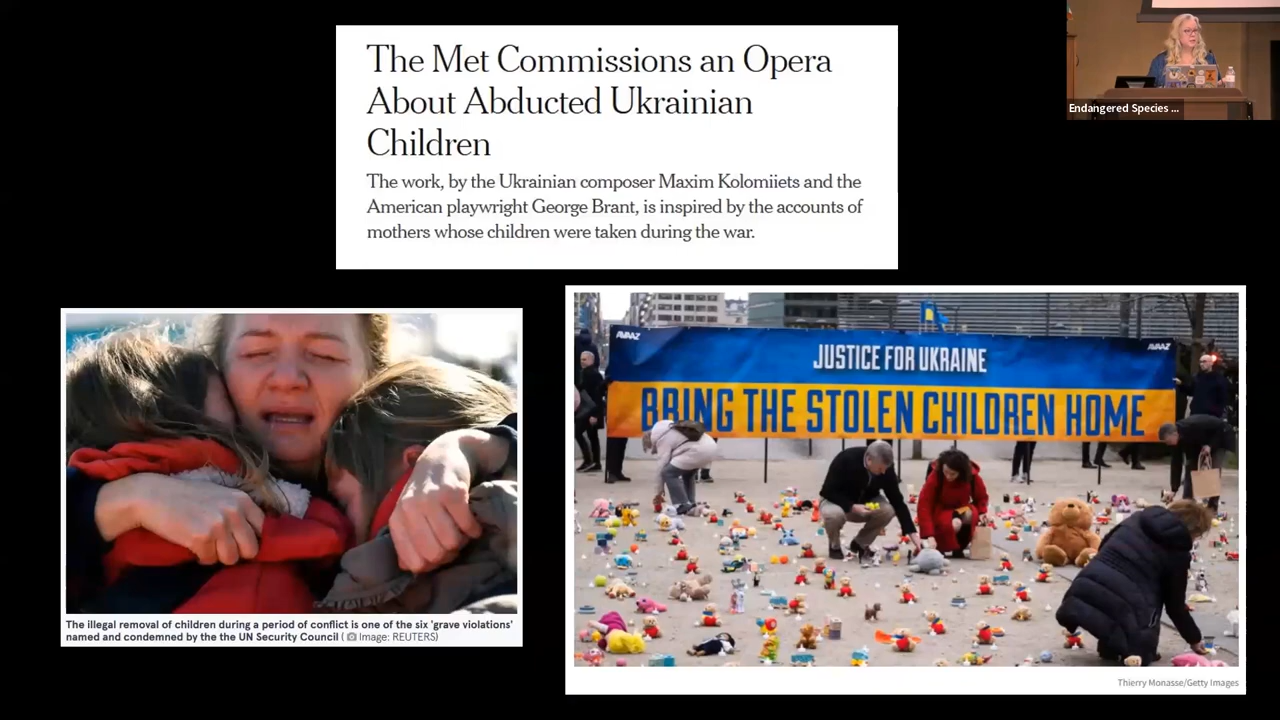 The Met Commissions an Opera
About Abducted Ukrainian
Children
The work, by the Ukrainian composer Maxim Kolomiiets and the
American playwright George Brant, is inspired by the accounts of
mothers whose children were taken during the war.
Endangered Species ...
AVAAZ
AVAAZ
JUSTICE FOR UKRAINE
BRING THE STOLEN CHILDREN HOME
The illegal removal of children during a period of conflict is one of the six 'grave violations'
named and condemned by the the UN Security Council ( Image: REUTERS)
Thierry Monasse/Getty Images